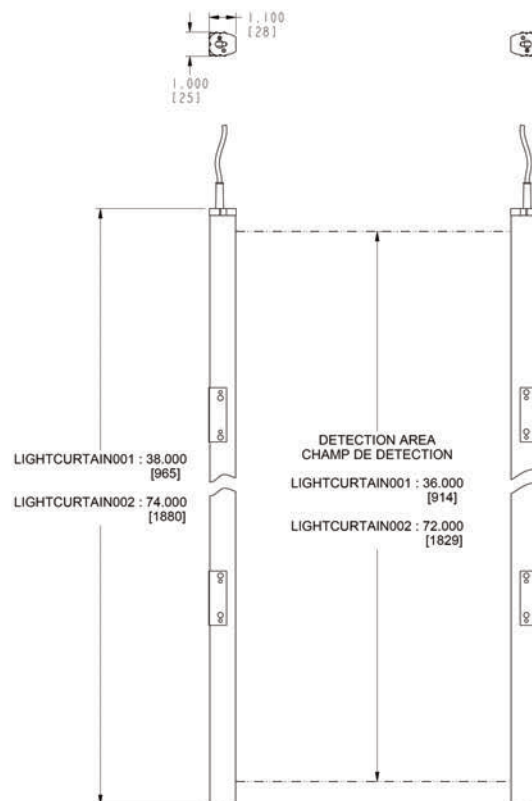 1.100
[28]
1.000
[25]
LIGHTCURTAIN001 : 38.000
[965]
LIGHTCURTAIN002 : 74.000
[1880]
DETECTION AREA
CHAMP DE DETECTION
LIGHTCURTAIN001 : 36.000
[914]
LIGHTCURTAIN002 : 72.000
[1829]